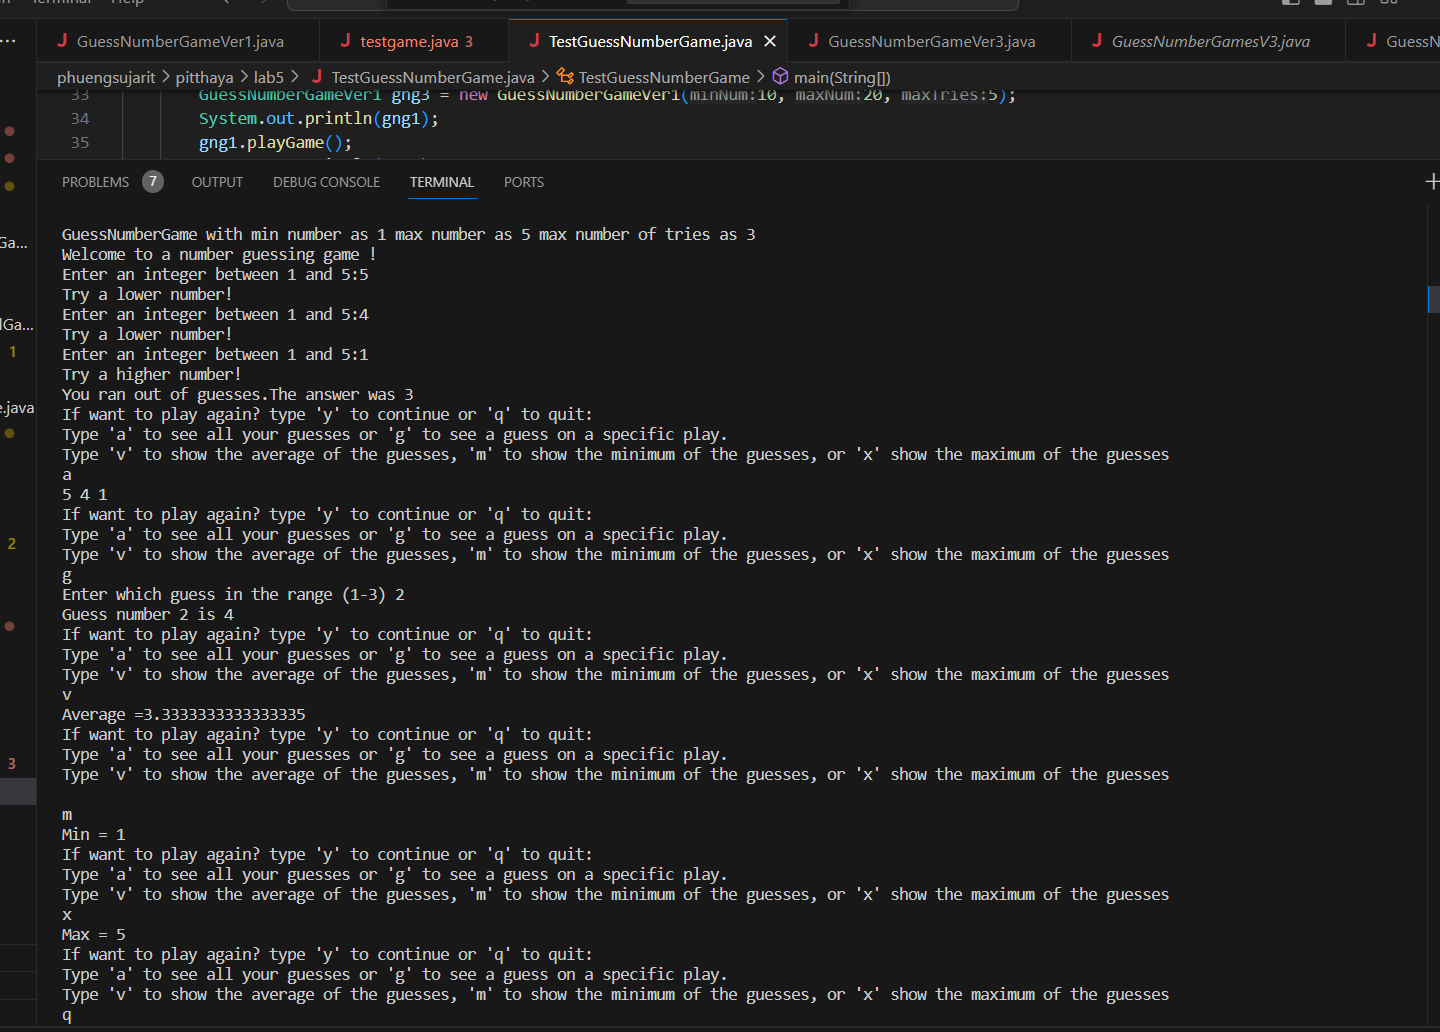 Terminal Help
GuessNumberGameVer1.java testgame.java 3 TestGuessNumberGame.java GuessNumberGameVer3.java GuessNumberGamesV3.java GuessN
phuengsujarit > pitthaya > lab5 > TestGuessNumberGame.java > TestGuessNumberGame > main(String[])
33 GuessNumberGameVer1 gng3 = new GuessNumberGameVer1(minNum:10, maxNum:20, maxTries:5);
34 System.out.println(gng1);
35 gng1.playGame();
PROBLEMS 7 OUTPUT DEBUG CONSOLE TERMINAL PORTS
Ga...
lGa...
1
e.java
2
3
GuessNumberGame with min number as 1 max number as 5 max number of tries as 3
Welcome to a number guessing game !
Enter an integer between 1 and 5:5
Try a lower number!
Enter an integer between 1 and 5:4
Try a lower number!
Enter an integer between 1 and 5:1
Try a higher number!
You ran out of guesses.The answer was 3
If want to play again? type 'y' to continue or 'q' to quit:
Type 'a' to see all your guesses or 'g' to see a guess on a specific play.
Type 'v' to show the average of the guesses, 'm' to show the minimum of the guesses, or 'x' show the maximum of the guesses
a
5 4 1
If want to play again? type 'y' to continue or 'q' to quit:
Type 'a' to see all your guesses or 'g' to see a guess on a specific play.
Type 'v' to show the average of the guesses, 'm' to show the minimum of the guesses, or 'x' show the maximum of the guesses
g
Enter which guess in the range (1-3) 2
Guess number 2 is 4
If want to play again? type 'y' to continue or 'q' to quit:
Type 'a' to see all your guesses or 'g' to see a guess on a specific play.
Type 'v' to show the average of the guesses, 'm' to show the minimum of the guesses, or 'x' show the maximum of the guesses
v
Average =3.3333333333333335
If want to play again? type 'y' to continue or 'q' to quit:
Type 'a' to see all your guesses or 'g' to see a guess on a specific play.
Type 'v' to show the average of the guesses, 'm' to show the minimum of the guesses, or 'x' show the maximum of the guesses
m
Min = 1
If want to play again? type 'y' to continue or 'q' to quit:
Type 'a' to see all your guesses or 'g' to see a guess on a specific play.
Type 'v' to show the average of the guesses, 'm' to show the minimum of the guesses, or 'x' show the maximum of the guesses
x
Max = 5
If want to play again? type 'y' to continue or 'q' to quit:
Type 'a' to see all your guesses or 'g' to see a guess on a specific play.
Type 'v' to show the average of the guesses, 'm' to show the minimum of the guesses, or 'x' show the maximum of the guesses
q